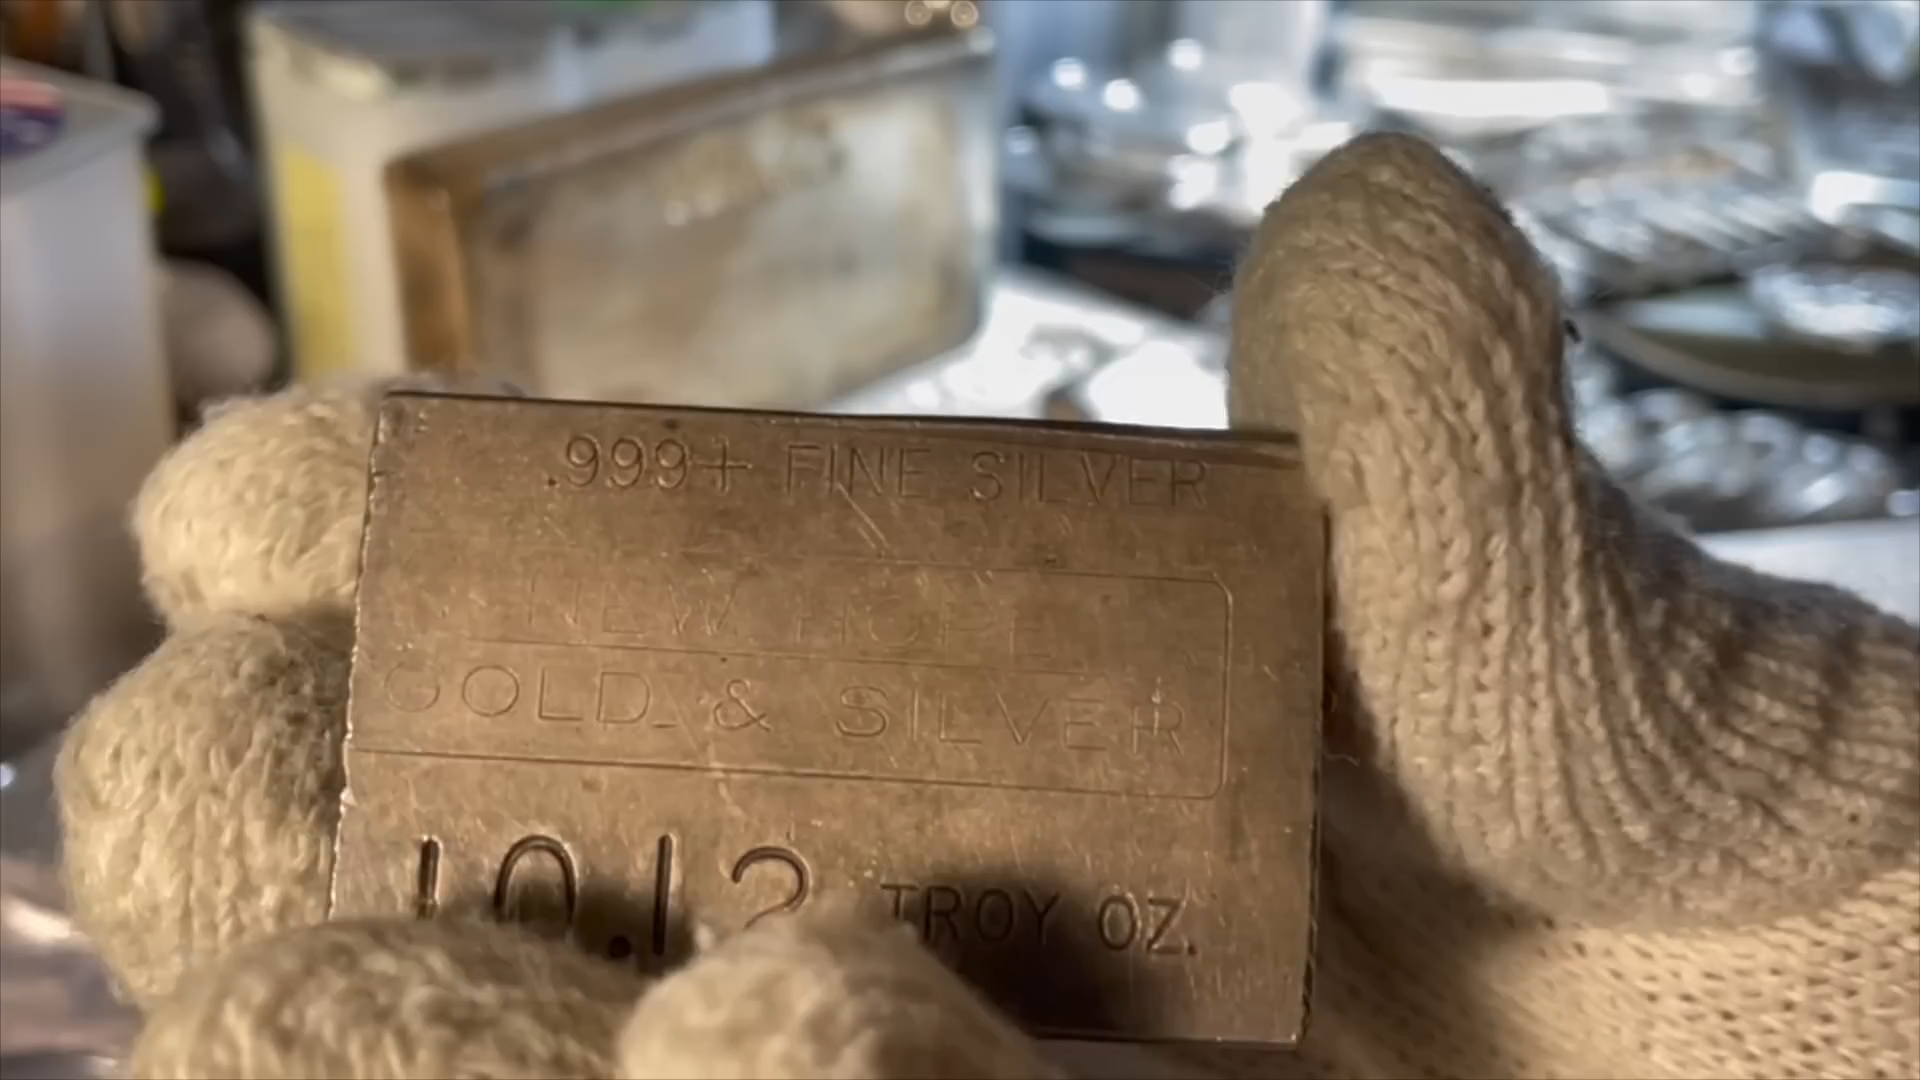 .999+ FINE SILVER
NEW HOPE
GOLD & SILVER
10.12 TROY OZ.